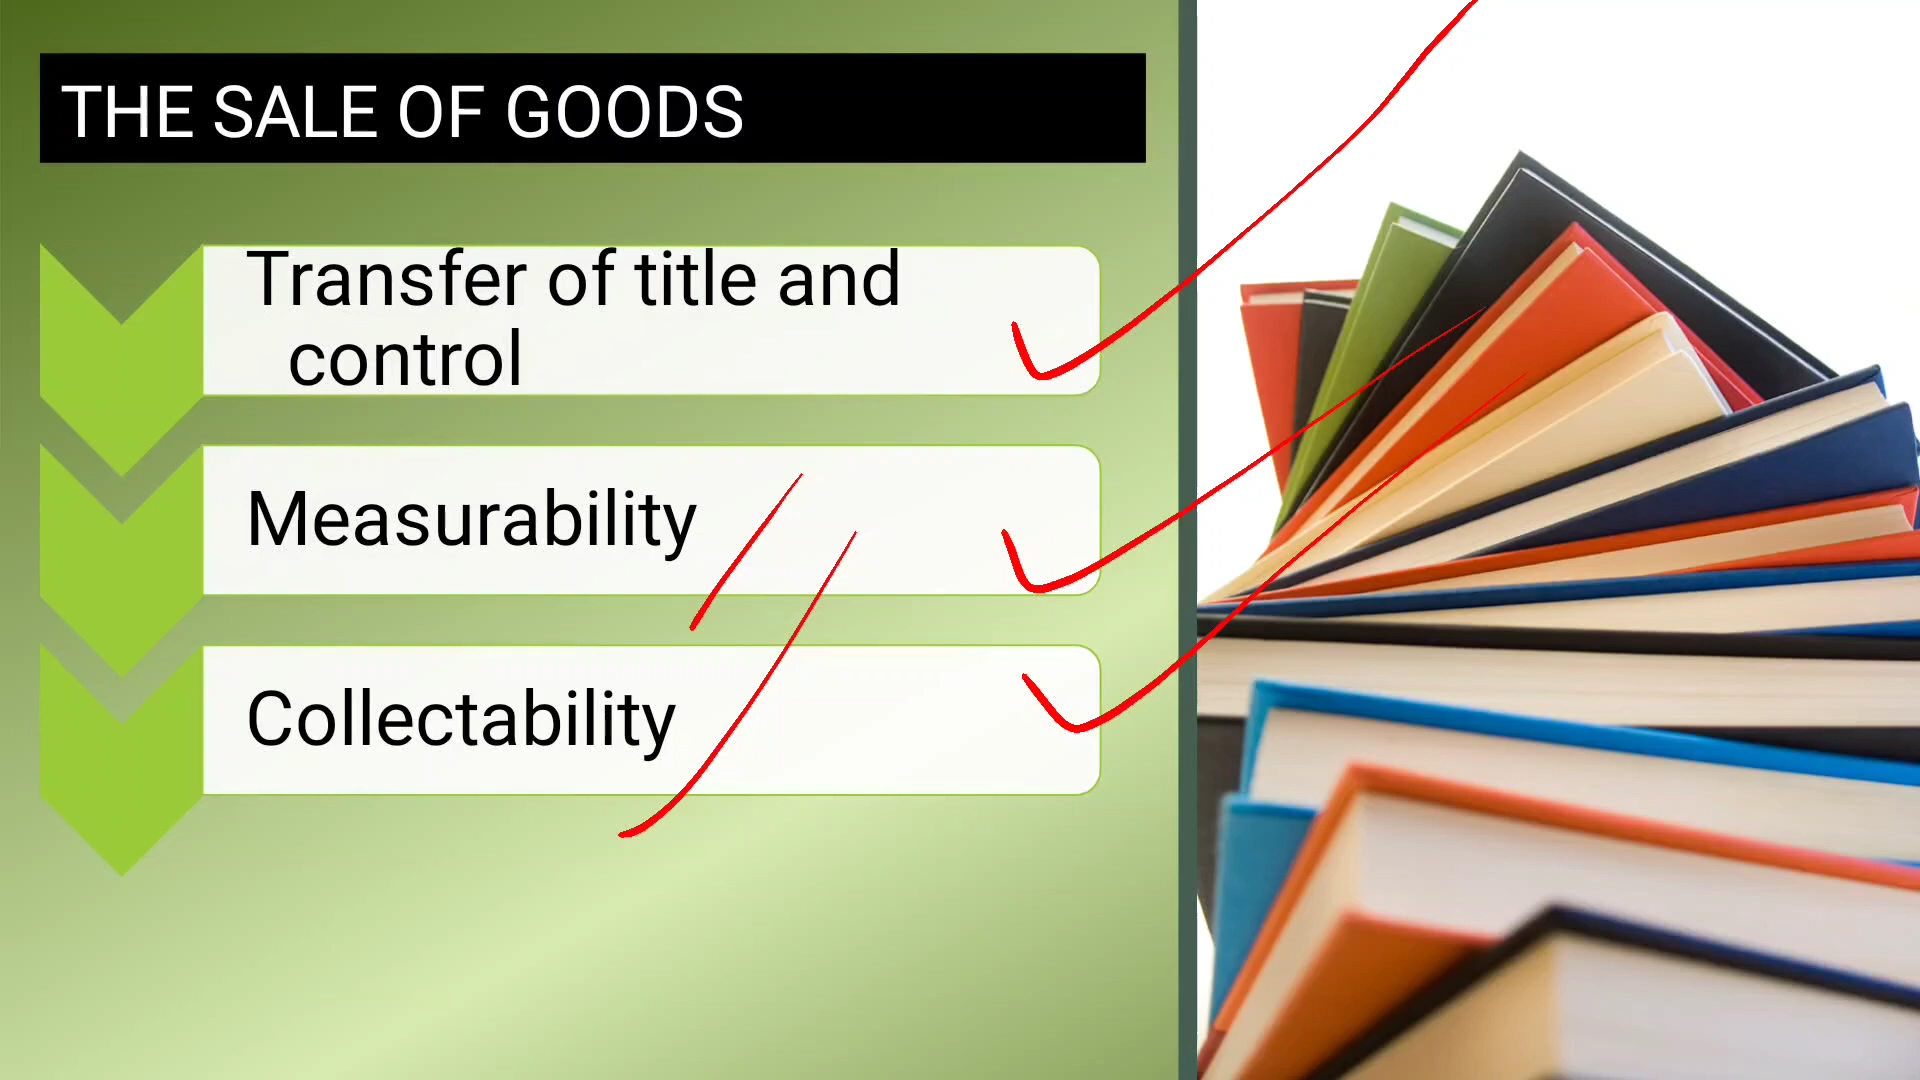 THE SALE OF GOODS
Transfer of title and
control
Measurability
Collectability